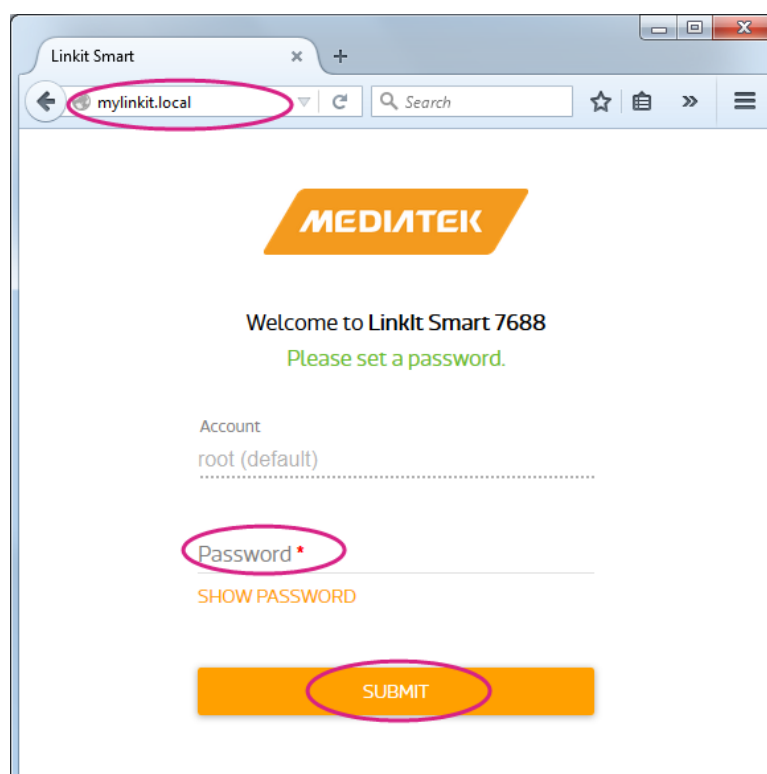 Linkit Smart
mylinkit.local
Search
MEDIATEK
Welcome to LinkIt Smart 7688
Please set a password.
Account
root (default)
Password *
SHOW PASSWORD
SUBMIT